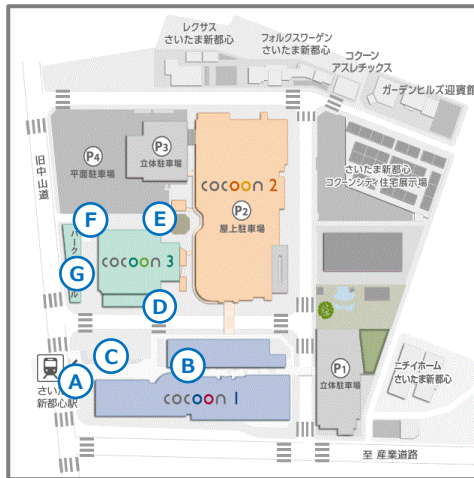 レクサス
さいたま新都心
フォルクスワーゲン
さいたま新都心
コクーン
アスレチックス
ガーデンヒルズ迎賓館
P3
立体駐車場
P4
平面駐車場
cocoon 2
P2
屋上駐車場
さいたま新都心
コクーンシティ住宅展示場
旧中山道
F
E
パーク
ル
G
cocoon 3
D
C
B
A
さいた
新都心駅
cocoon 1
P1
立体駐車場
ニチイホーム
さいたま新都心
至 産業道路